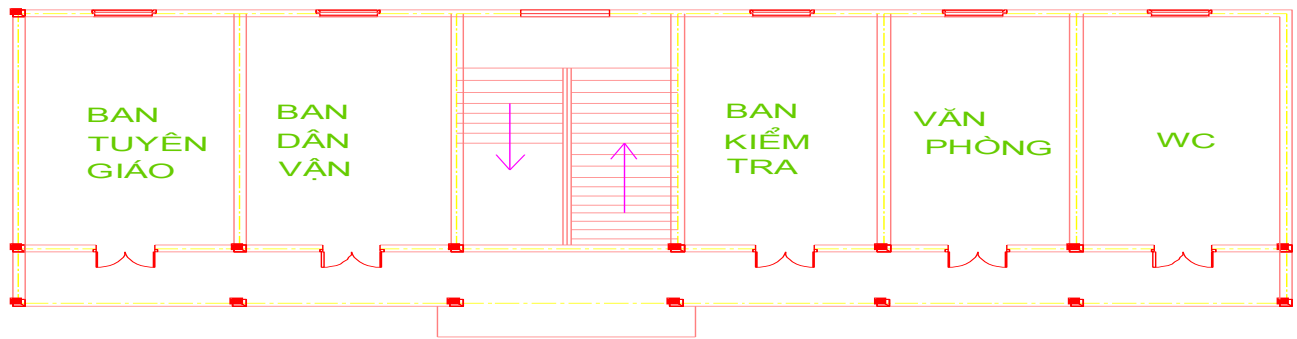 BAN
TUYÊN
GIÁO
BAN
DÂN
VẬN
BAN
KIỂM
TRA
VĂN
PHÒNG
WC